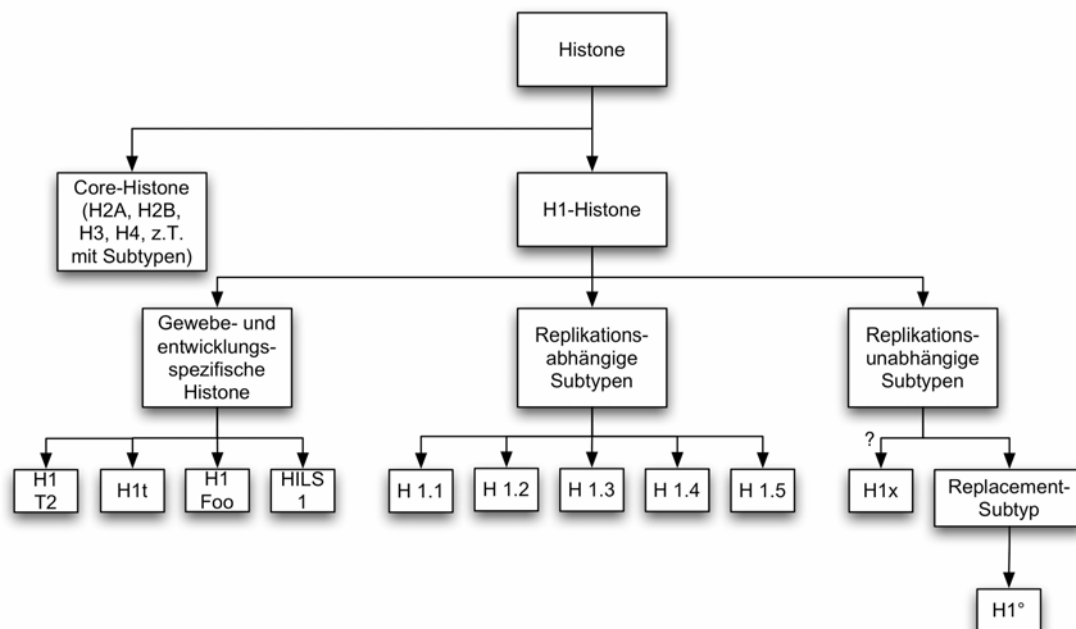 Histone
Core-Histone
(H2A, H2B,
H3, H4, z.T.
mit Subtypen)
H1-Histone
Gewebe- und
entwicklungs-
spezifische
Histone
Replikations-
abhängige
Subtypen
Replikations-
unabhängige
Subtypen
?
H1
T2
H1t
H1
Foo
HILS
1
H 1.1
H 1.2
H 1.3
H 1.4
H 1.5
H1x
Replacement-
Subtyp
H1°